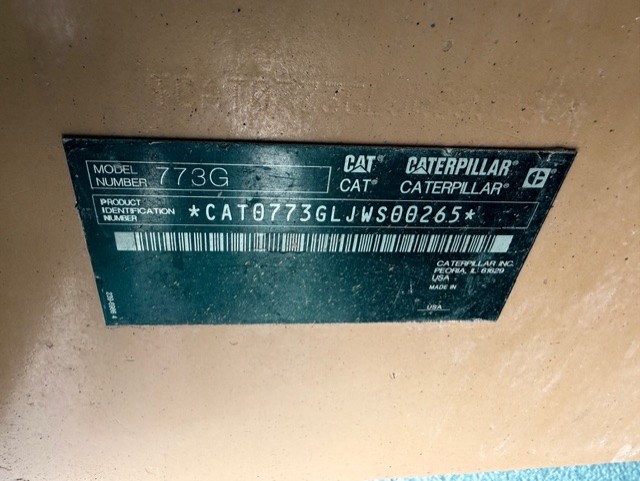 MODEL NUMBER 773G
CAT® CATERPILLAR®
CAT® CATERPILLAR®
PRODUCT IDENTIFICATION NUMBER *CAT0773GLJWS00265*
CATERPILLAR INC.
PEORIA, IL 61629
USA
MADE IN
USA